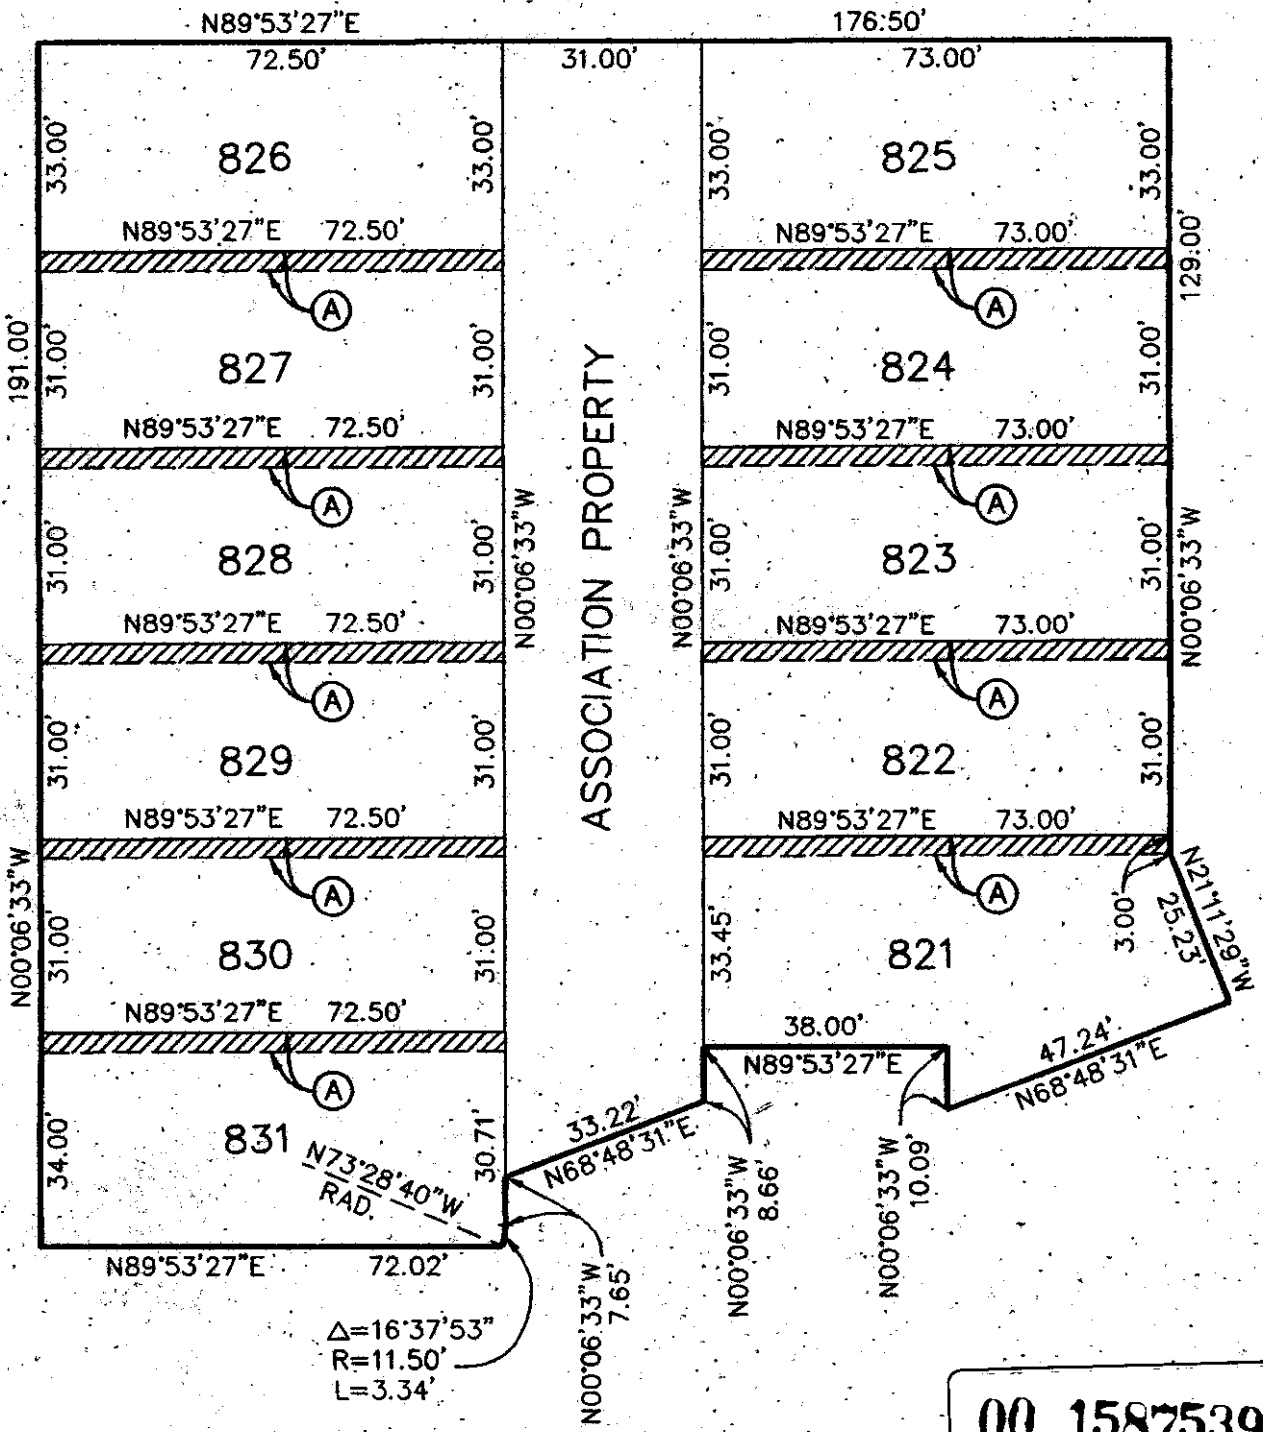 N89°53'27"E 176.50'
72.50' 31.00' 73.00'
33.00' 826 33.00' 33.00' 825 33.00'
129.00'
N89°53'27"E 72.50' N89°53'27"E 73.00'
A A
191.00'
31.00' 827 31.00' 31.00' 824 31.00'
N89°53'27"E 72.50' N89°53'27"E 73.00'
A A
ASSOCIATION PROPERTY
N00°06'33"W N00°06'33"W N00°06'33"W
31.00' 828 31.00' 31.00' 823 31.00'
N89°53'27"E 72.50' N89°53'27"E 73.00'
A A
31.00' 829 31.00' 31.00' 822 31.00'
N89°53'27"E 72.50' N89°53'27"E 73.00'
A A
N00°06'33"W
31.00' 830 31.00' 33.45' 821 3.00'
N21°11'29"W
25.23'
N89°53'27"E 72.50'
A
38.00'
N89°53'27"E
47.24'
N68°48'31"E
34.00' 831 30.71'
N73°28'40"W
RAD.
33.22'
N68°48'31"E
N00°06'33"W
8.66'
N00°06'33"W
10.09'
N89°53'27"E 72.02'
N00°06'33"W
7.65'
Δ=16°37'53"
R=11.50'
L=3.34'
00 1587539